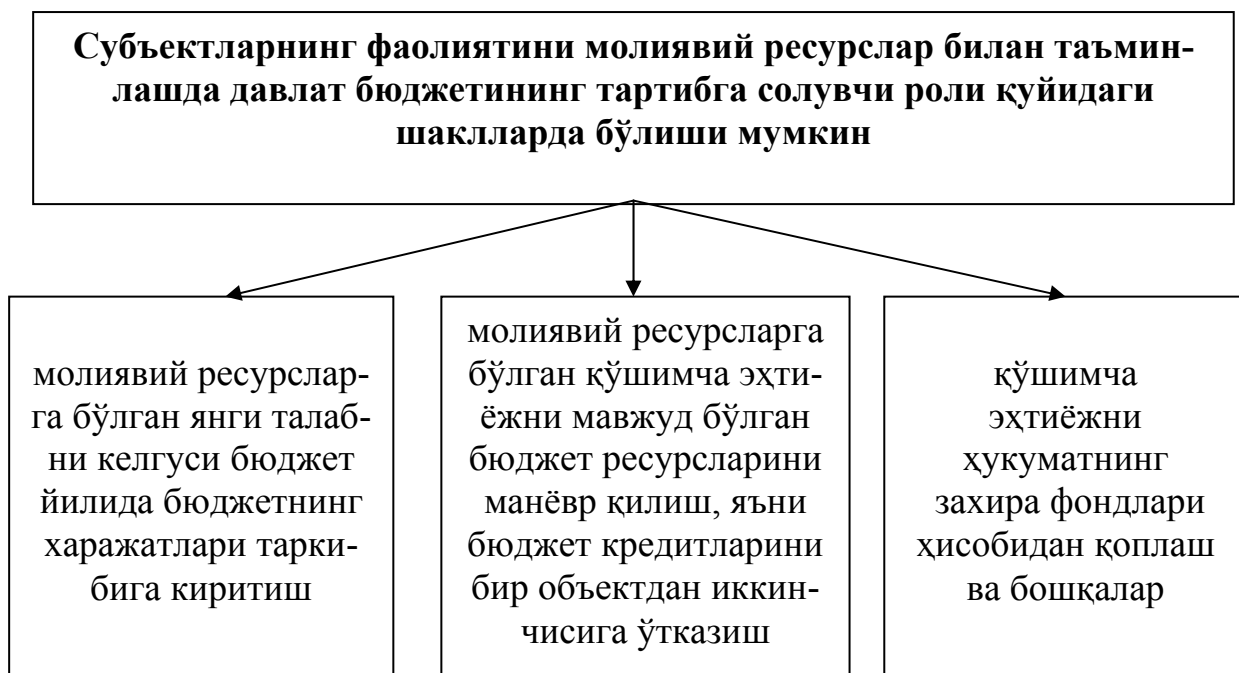 Субъектларнинг фаолиятини молиявий ресурслар билан таъмин-
лашда давлат бюджетининг тартибга солувчи роли қуйидаги
шаклларда бўлиши мумкин
молиявий ресурслар-
га бўлган янги талаб-
ни келгуси бюджет
йилида бюджетнинг
харажатлари тарки-
бига киритиш
молиявий ресурсларга
бўлган қўшимча эҳти-
ёжни мавжуд бўлган
бюджет ресурсларини
манёвр қилиш, яъни
бюджет кредитларини
бир объектдан иккин-
чисига ўтказиш
қўшимча
эҳтиёжни
ҳукуматнинг
захира фондлари
ҳисобидан қоплаш
ва бошқалар